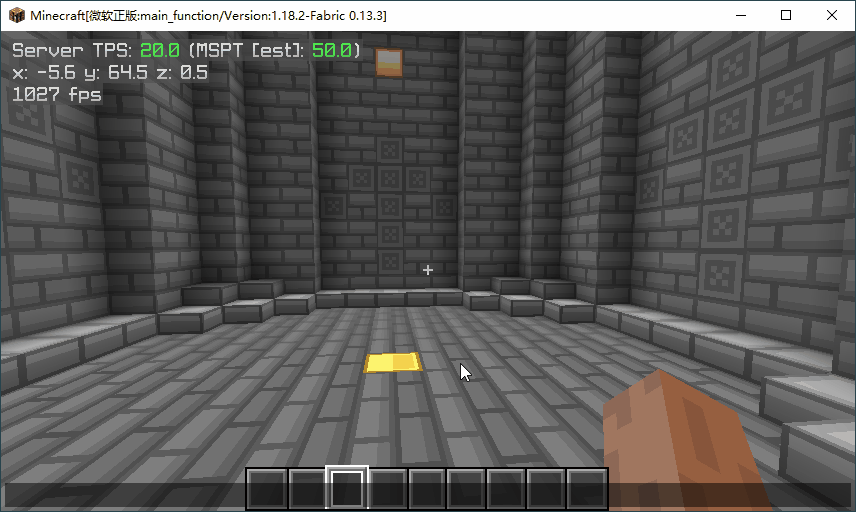 Minecraft[微软正版:main_function/Version:1.18.2-Fabric 0.13.3]
Server TPS: 20.0 (MSPT [est]: 50.0)
x: -5.6 y: 64.5 z: 0.5
1027 fps